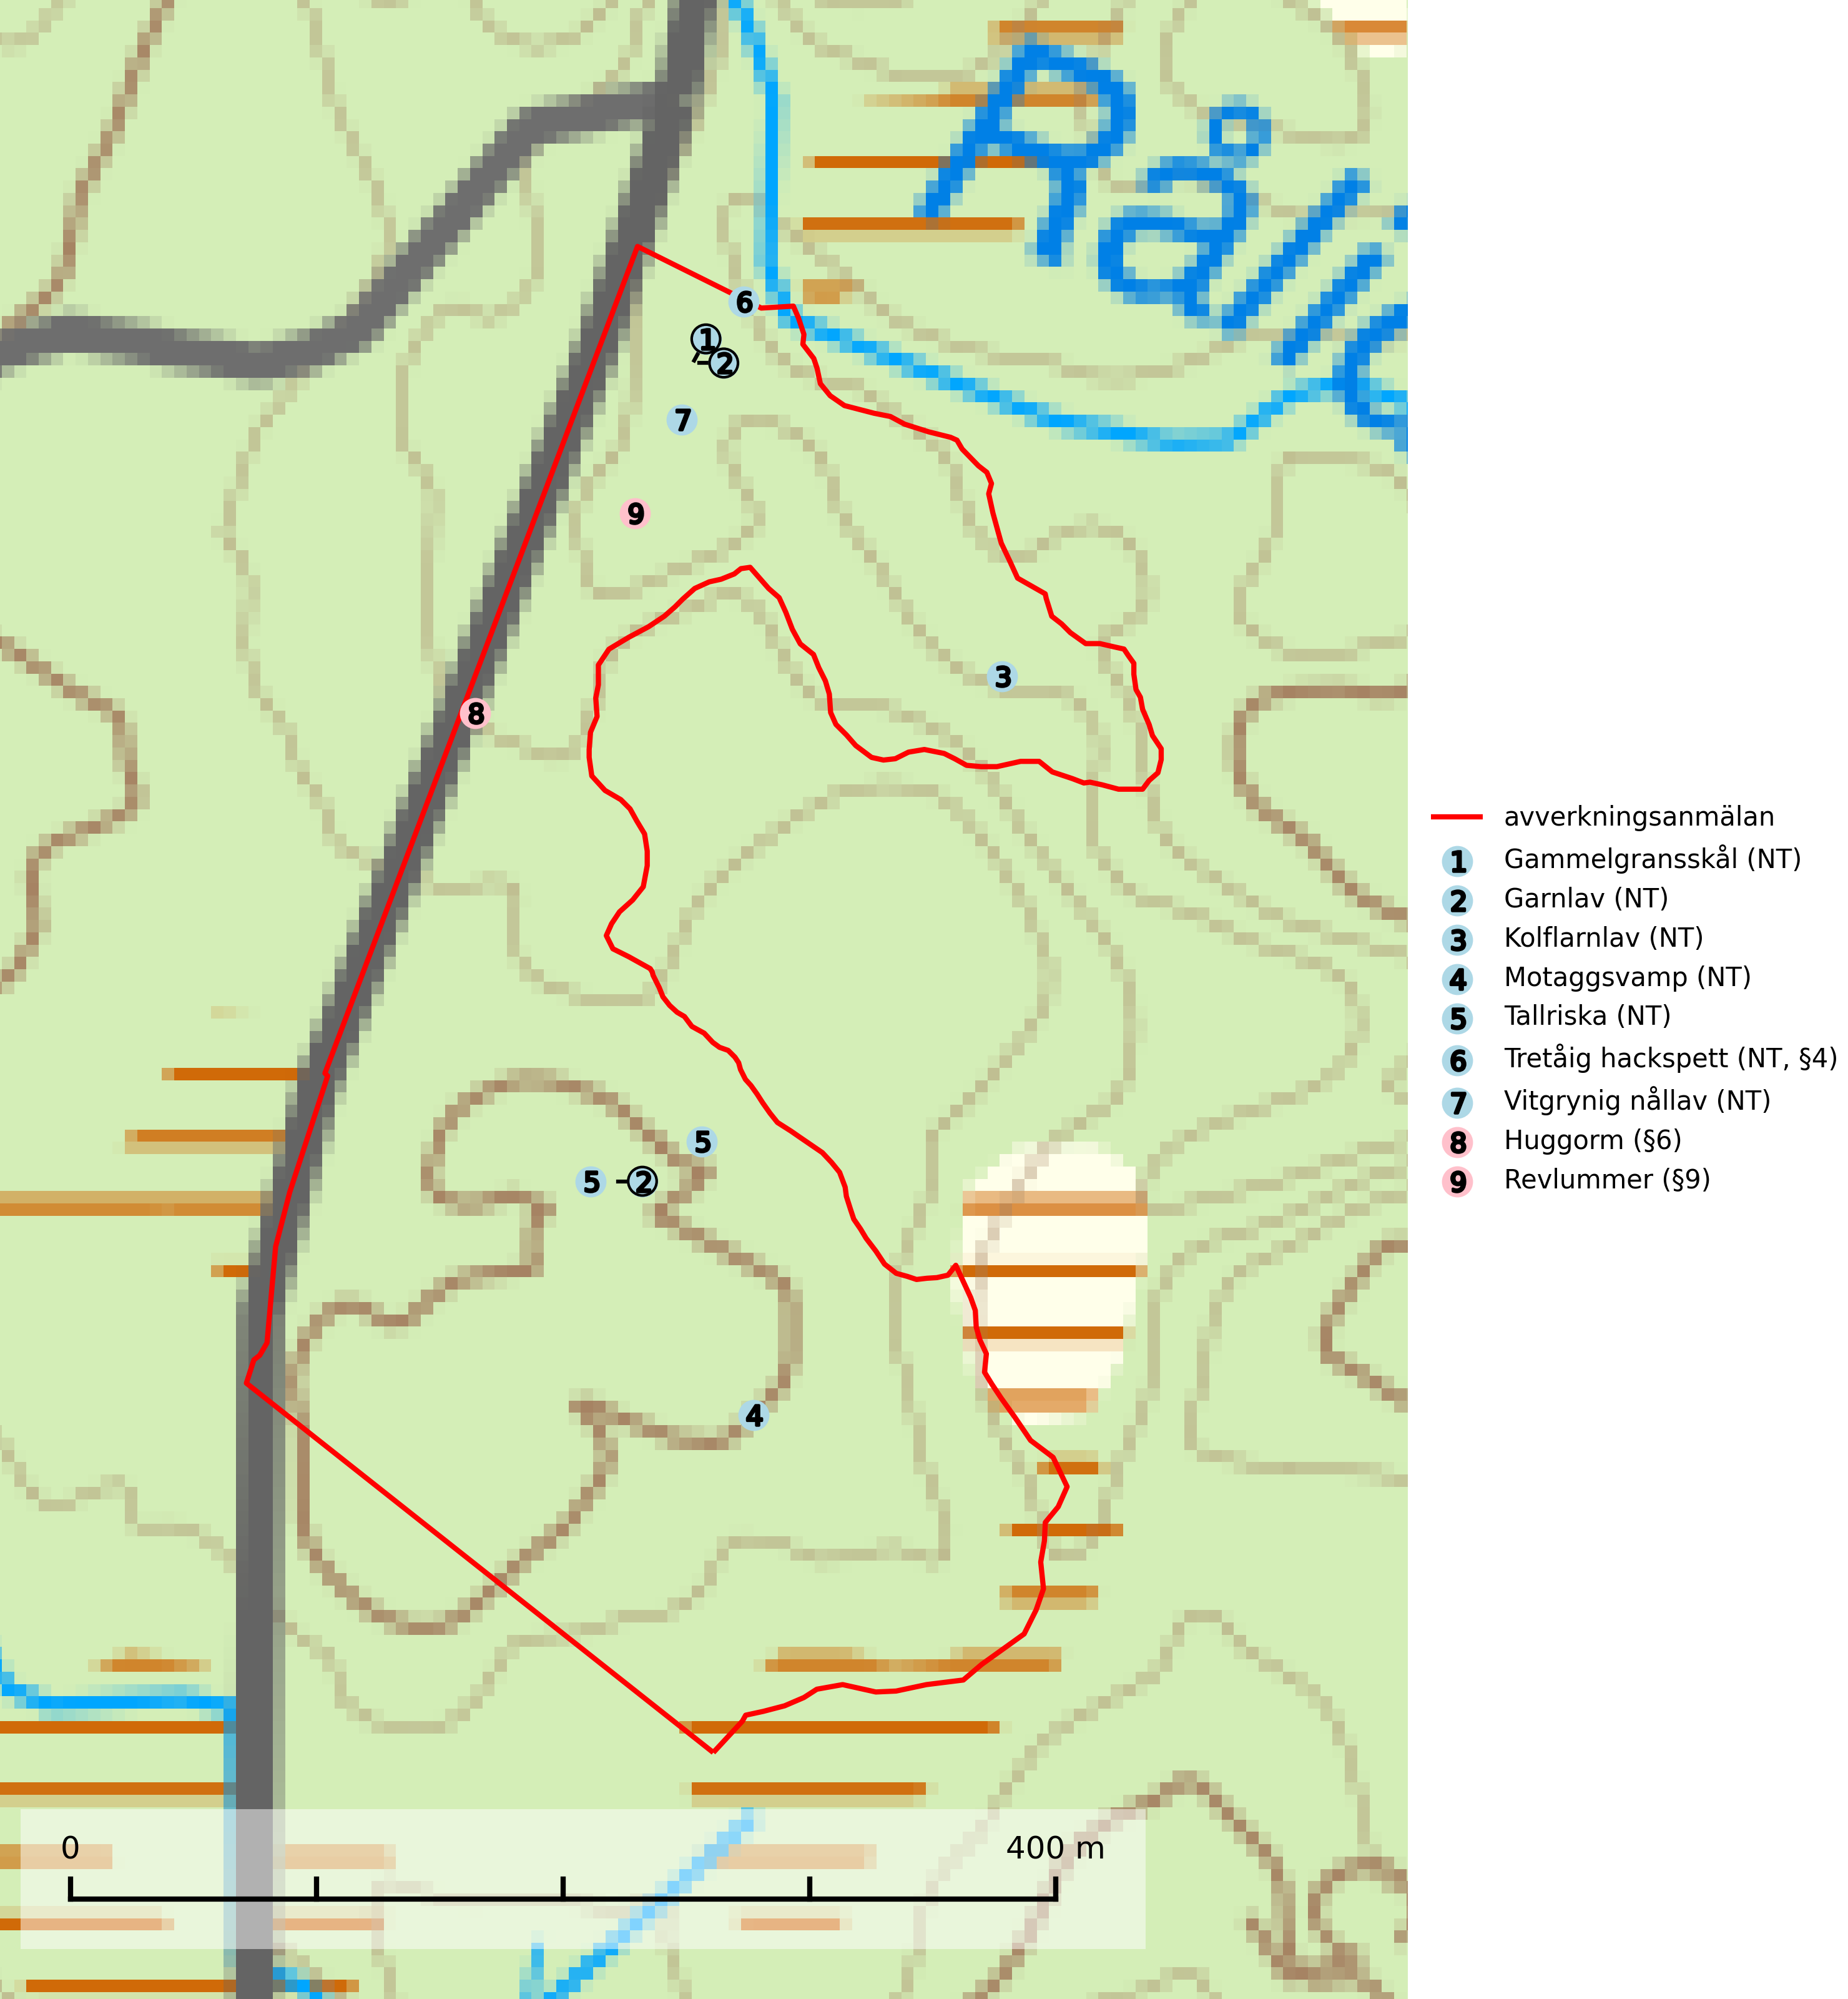 Räll
6
1
2
7
9
3
8
5
5
2
4
0
400 m
avverkningsanmälan
1 Gammelgransskål (NT)
2 Garnlav (NT)
3 Kolflarnlav (NT)
4 Motaggsvamp (NT)
5 Tallriska (NT)
6 Tretåig hackspett (NT, §4)
7 Vitgrynig nållav (NT)
8 Huggorm (§6)
9 Revlummer (§9)